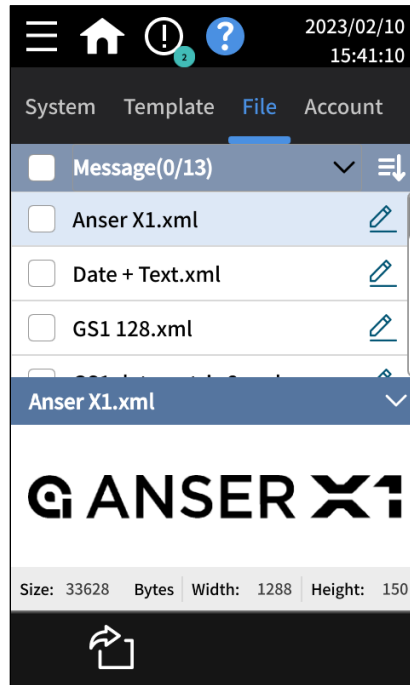 2023/02/10
15:41:10
2
?
System Template File Account
Message(0/13)
Anser X1.xml
Date + Text.xml
GS1 128.xml
Anser X1.xml
ANSER X1
Size: 33628 Bytes Width: 1288 Height: 150